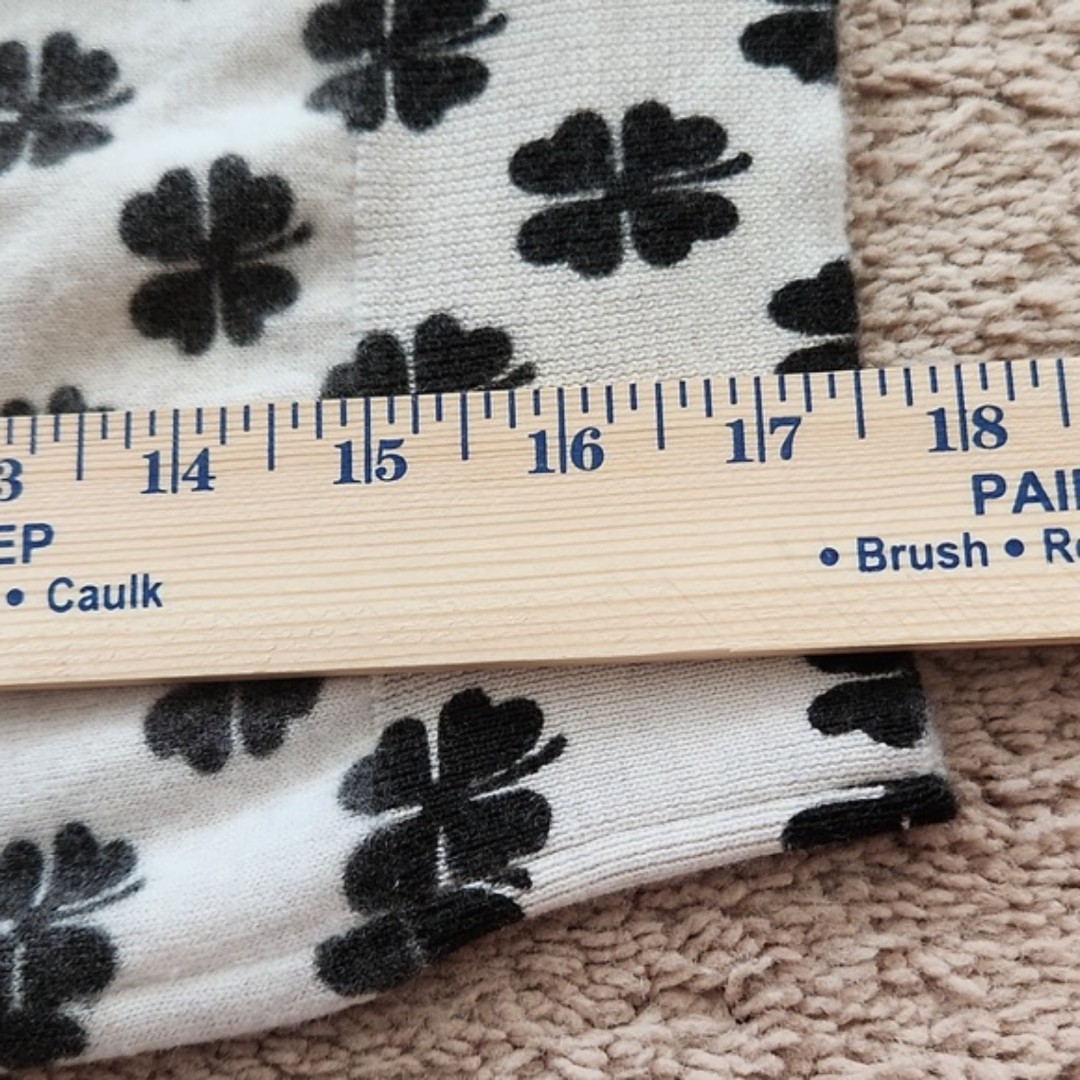 3 14 15 16 17 18
EP PAI
• Caulk • Brush • R